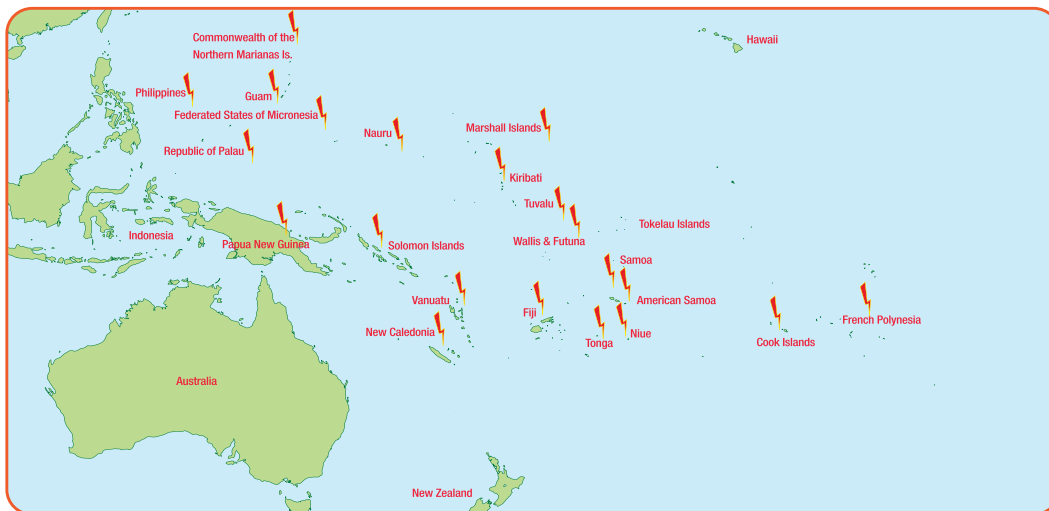 Commonwealth of the
Northern Marianas Is.
Hawaii
Philippines
Guam
Federated States of Micronesia
Nauru
Marshall Islands
Republic of Palau
Kiribati
Tuvalu
Tokelau Islands
Indonesia
Papua New Guinea
Solomon Islands
Wallis & Futuna
Samoa
Vanuatu
American Samoa
Fiji
New Caledonia
Niue
Tonga
Cook Islands
French Polynesia
Australia
New Zealand